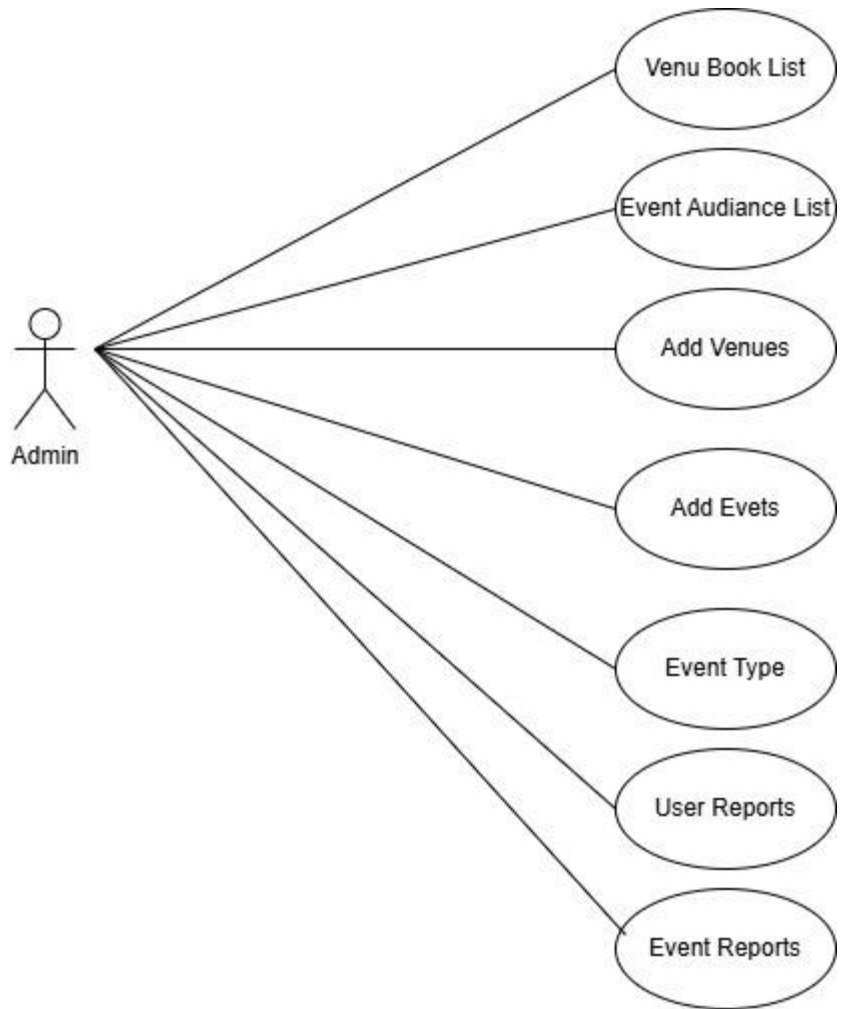 Venu Book List
Event Audiance List
Add Venues
Admin
Add Evets
Event Type
User Reports
Event Reports